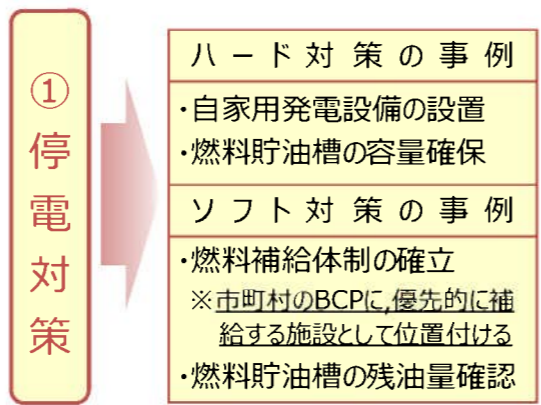 ①停電対策
ハード対策の事例
・自家用発電設備の設置
・燃料貯油槽の容量確保
ソフト対策の事例
・燃料補給体制の確立
※市町村のBCPに,優先的に補
給する施設として位置付ける
・燃料貯油槽の残油量確認